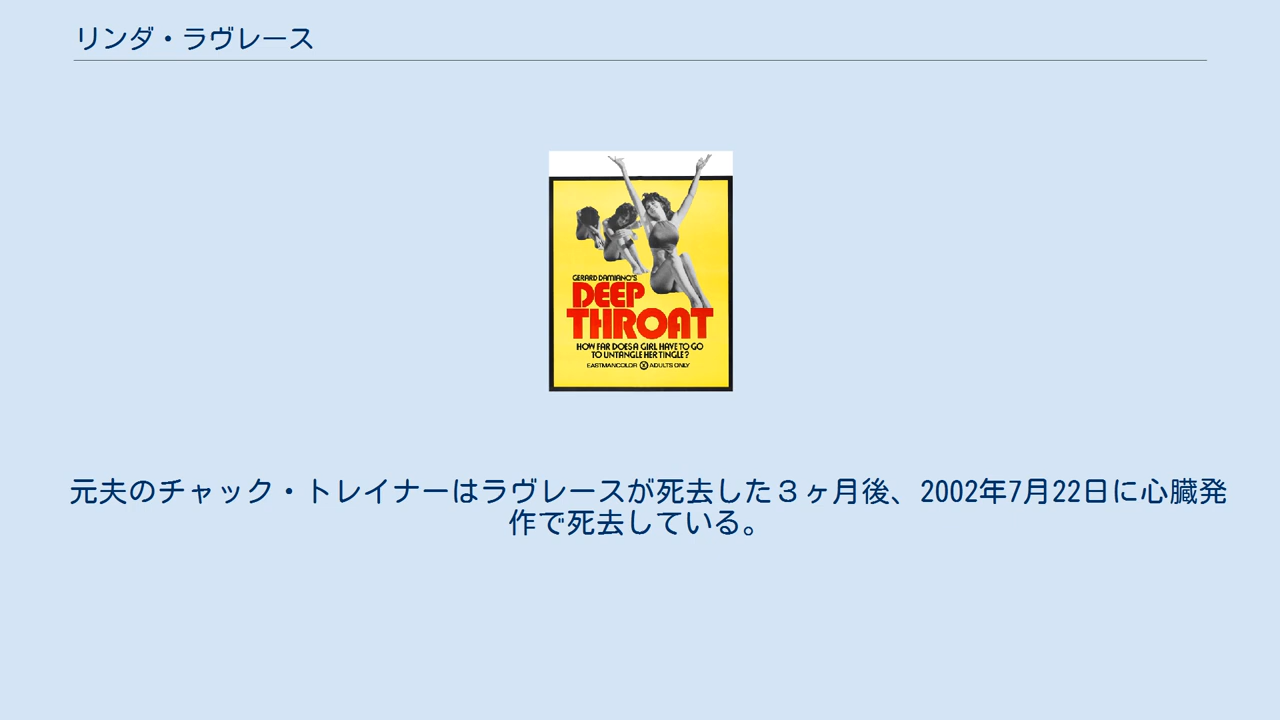 リンダ・ラヴレース
GERARD DAMIANO'S
DEEP
THROAT
HOW FAR DOES A GIRL HAVE TO GO
TO UNTANGLE HER TINGLE?
EASTMANCOLOR X ADULTS ONLY
元夫のチャック・トレイナーはラヴレースが死去した３ヶ月後、2002年7月22日に心臓発
作で死去している。